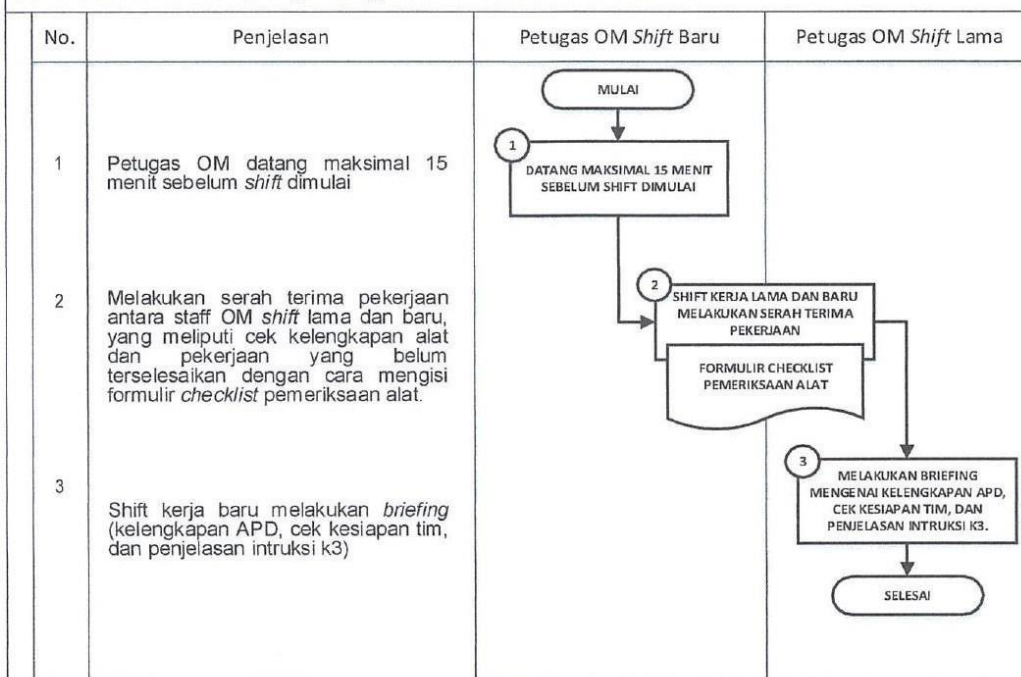 No.
Penjelasan
Petugas OM Shift Baru
Petugas OM Shift Lama
MULAI
1
Petugas OM datang maksimal 15
menit sebelum shift dimulai
1
DATANG MAKSIMAL 15 MENIT
SEBELUM SHIFT DIMULAI
2
Melakukan serah terima pekerjaan
antara staff OM shift lama dan baru,
yang meliputi cek kelengkapan alat
dan pekerjaan yang belum
terselesaikan dengan cara mengisi
formulir checklist pemeriksaan alat.
2
SHIFT KERJA LAMA DAN BARU
MELAKUKAN SERAH TERIMA
PEKERJAAN
FORMULIR CHECKLIST
PEMERIKSAAN ALAT
3
Shift kerja baru melakukan briefing
(kelengkapan APD, cek kesiapan tim,
dan penjelasan intruksi k3)
3
MELAKUKAN BRIEFING
MENGENAI KELENGKAPAN APD,
CEK KESIAPAN TIM, DAN
PENJELASAN INTRUKSI K3.
SELESAI